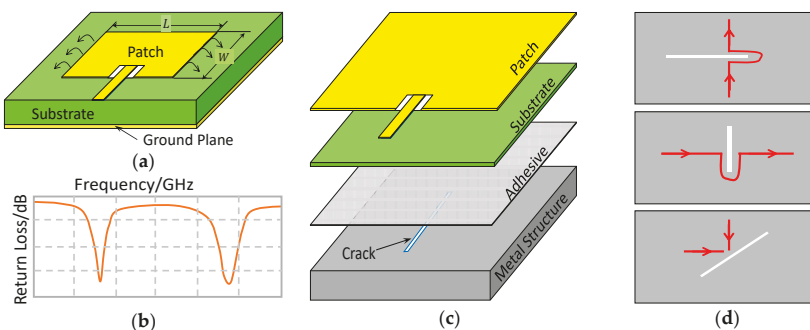 L
W
Patch
Substrate
Ground Plane
(a)
Frequency/GHz
Return Loss/dB
(b)
Patch
Substrate
Adhesive
Crack
Metal Structure
(c)
(d)